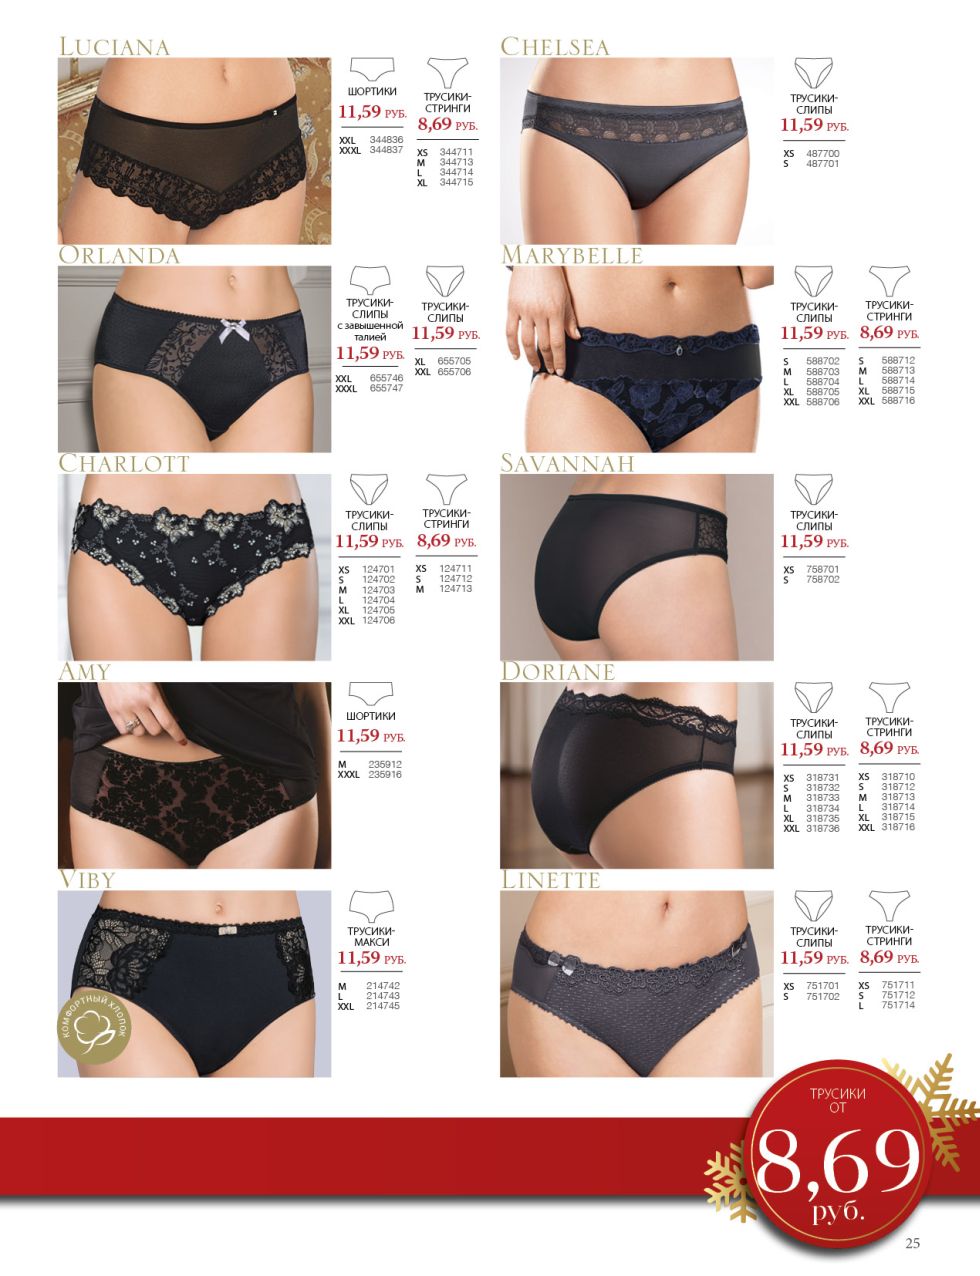 LUCIANA
ШОРТИКИ
11,59 РУБ.
XXL 344836
XXXL 344837
ТРУСИКИ-
СТРИНГИ
8,69 РУБ.
XS 344711
M 344713
L 344714
XL 344715
CHELSEA
ТРУСИКИ-
СЛИПЫ
11,59 РУБ.
XS 487700
S 487701
ORLANDA
ТРУСИКИ-
СЛИПЫ
с завышенной
талией
11,59 РУБ.
XXL 655746
XXXL 655747
ТРУСИКИ-
СЛИПЫ
11,59 РУБ.
XL 655705
XXL 655706
MARYBELLE
ТРУСИКИ-
СЛИПЫ
11,59 РУБ.
S 588702
M 588703
L 588704
XL 588705
XXL 588706
ТРУСИКИ-
СТРИНГИ
8,69 РУБ.
S 588712
M 588713
L 588714
XL 588715
XXL 588716
CHARLOTT
ТРУСИКИ-
СЛИПЫ
11,59 РУБ.
XS 124701
S 124702
M 124703
L 124704
XL 124705
XXL 124706
ТРУСИКИ-
СТРИНГИ
8,69 РУБ.
XS 124711
S 124712
M 124713
SAVANNAH
ТРУСИКИ-
СЛИПЫ
11,59 РУБ.
XS 758701
S 758702
AMY
ШОРТИКИ
11,59 РУБ.
M 235912
XXXL 235916
DORIANE
ТРУСИКИ-
СЛИПЫ
11,59 РУБ.
XS 318731
S 318732
M 318733
L 318734
XL 318735
XXL 318736
ТРУСИКИ-
СТРИНГИ
8,69 РУБ.
XS 318710
S 318712
M 318713
L 318714
XL 318715
XXL 318716
VIBY
ТРУСИКИ-
МАКСИ
11,59 РУБ.
M 214742
L 214743
XXL 214745
КОМФОРТНЫЙ ХЛОПОК
LINETTE
ТРУСИКИ-
СЛИПЫ
11,59 РУБ.
XS 751701
S 751702
ТРУСИКИ-
СТРИНГИ
8,69 РУБ.
XS 751711
S 751712
L 751714
ТРУСИКИ
ОТ
8,69
руб.
25